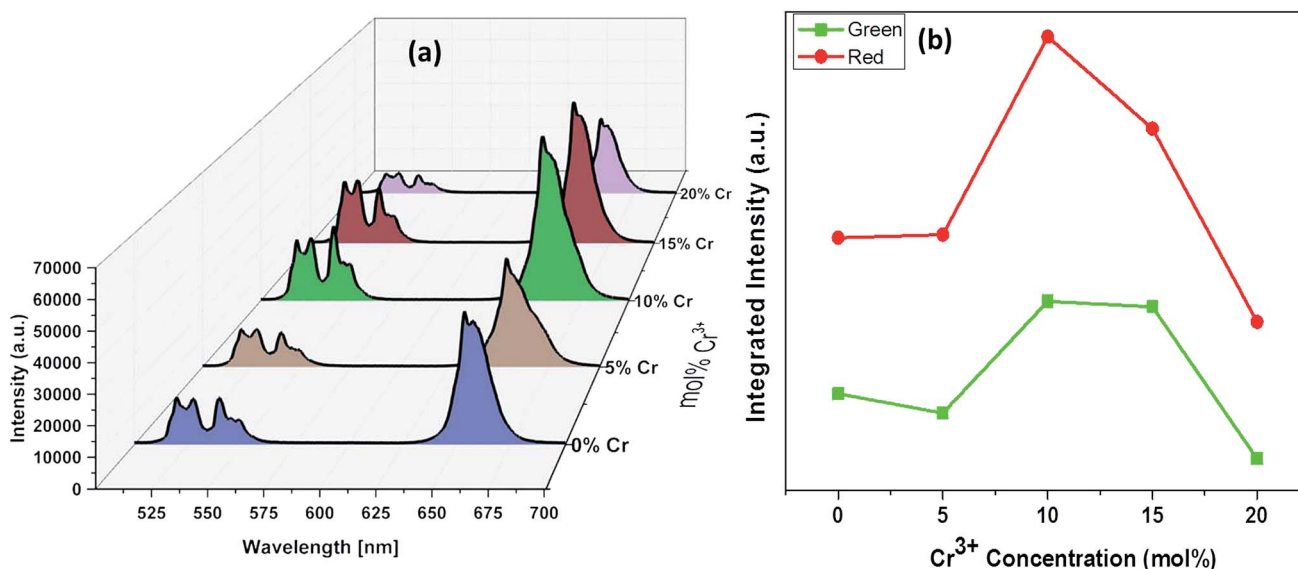 (a)
70000
60000
50000
40000
30000
20000
10000
0
Intensity (a.u.)
525 550 575 600 625 650 675 700
Wavelength [nm]
0% Cr
5% Cr
10% Cr
15% Cr
20% Cr
mol% Cr³⁺
Green
Red
(b)
Integrated Intensity (a.u.)
0 5 10 15 20
Cr³⁺ Concentration (mol%)